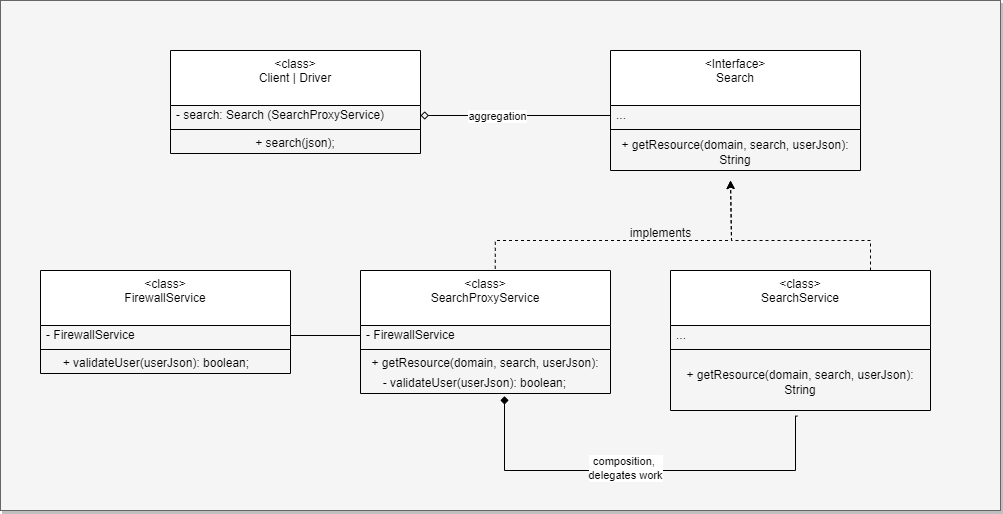 <class>
Client | Driver
- search: Search (SearchProxyService)
+ search(json);
aggregation
<Interface>
Search
...
+ getResource(domain, search, userJson):
String
implements
<class>
FirewallService
- FirewallService
+ validateUser(userJson): boolean;
<class>
SearchProxyService
- FirewallService
+ getResource(domain, search, userJson):
- validateUser(userJson): boolean;
<class>
SearchService
...
+ getResource(domain, search, userJson):
String
composition,
delegates work